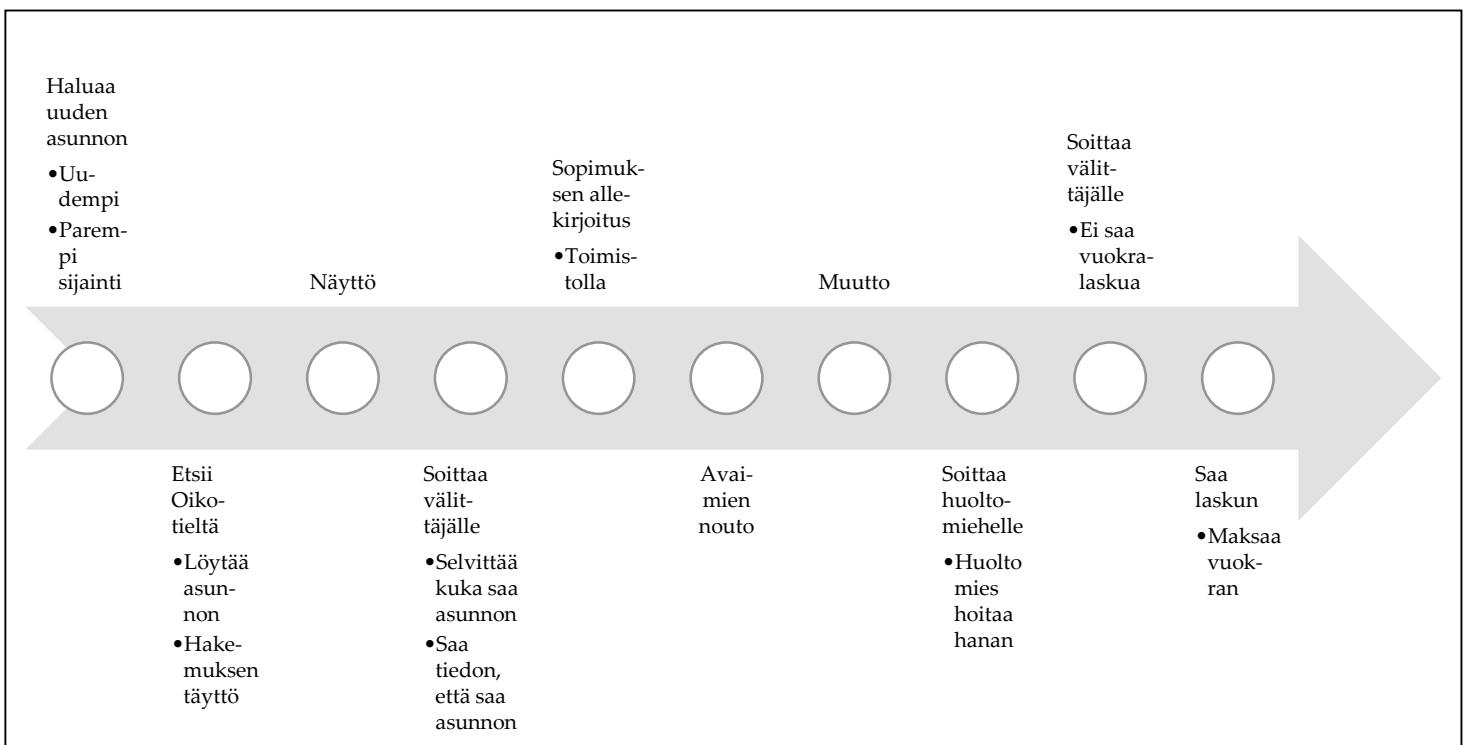 Haluaa
uuden
asunnon
•Uu-
dempi
•Parem-
pi
sijainti
Etsii
Oiko-
tieltä
•Löytää
asun-
non
•Hake-
muksen
täyttö
Näyttö
Soittaa
välit-
täjälle
•Selvittää
kuka saa
asunnon
•Saa
tiedon,
että saa
asunnon
Sopimuk-
sen alle-
kirjoitus
•Toimis-
tolla
Avai-
mien
nouto
Muutto
Soittaa
huolto-
miehelle
•Huolto
mies
hoitaa
hanan
Soittaa
välit-
täjälle
•Ei saa
vuokra-
laskua
Saa
laskun
•Maksaa
vuok-
ran